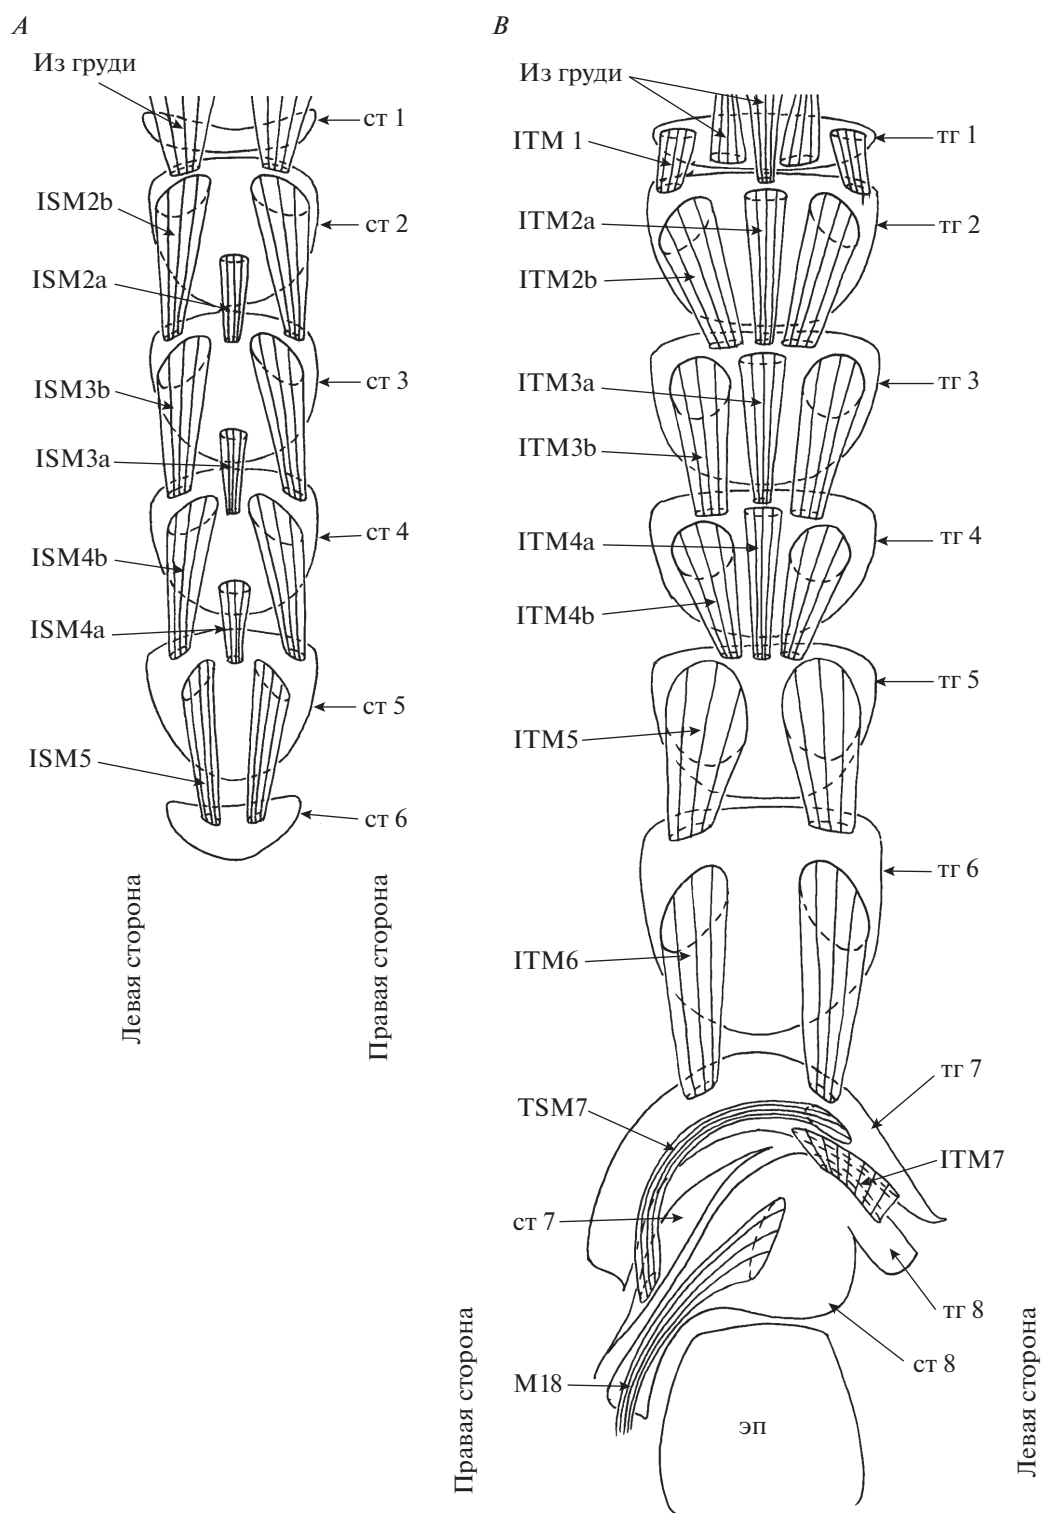 A
Из груди
ст 1
ISM2b
ст 2
ISM2a
ISM3b
ст 3
ISM3a
ISM4b
ст 4
ISM4a
ст 5
ISM5
ст 6
Левая сторона
Правая сторона
B
Из груди
ITM 1
тг 1
ITM2a
тг 2
ITM2b
ITM3a
тг 3
ITM3b
ITM4a
тг 4
ITM4b
тг 5
ITM5
тг 6
ITM6
тг 7
TSM7
ITM7
ст 7
тг 8
ст 8
M18
эп
Правая сторона
Левая сторона